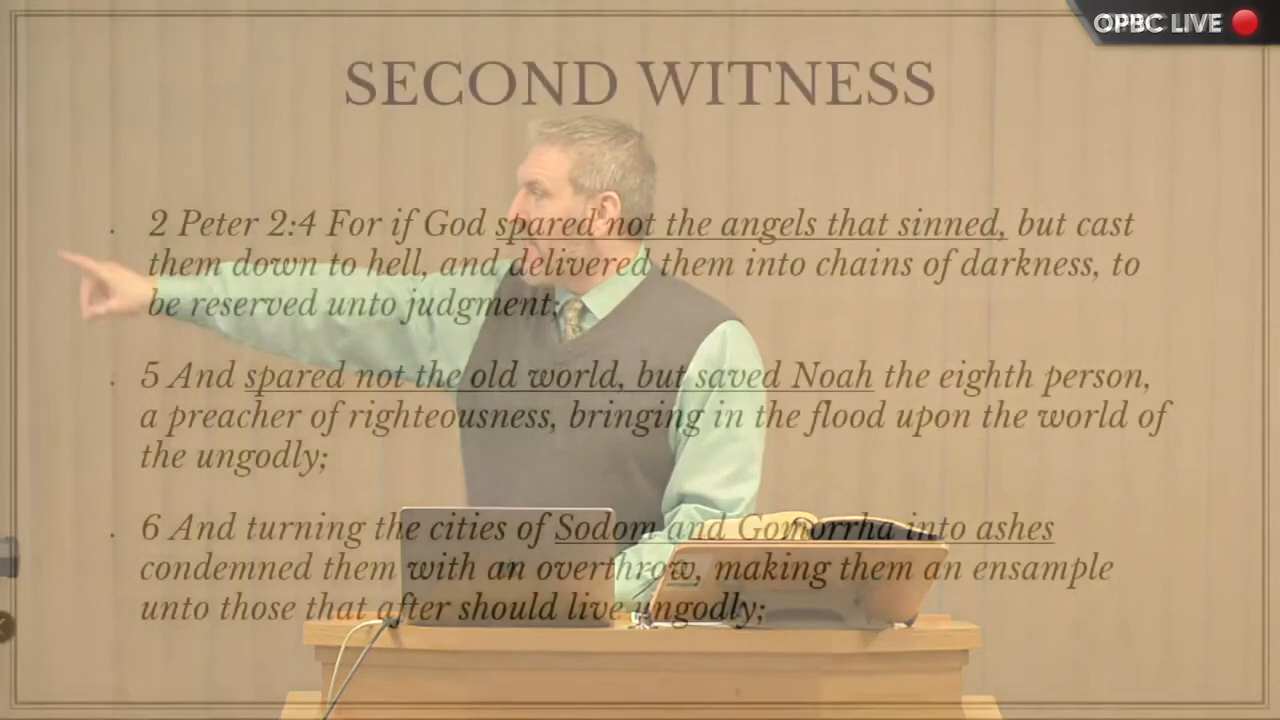 OPBC LIVE
SECOND WITNESS
. 2 Peter 2:4 For if God spared not the angels that sinned, but cast
them down to hell, and delivered them into chains of darkness, to
be reserved unto judgment;
. 5 And spared not the old world, but saved Noah the eighth person,
a preacher of righteousness, bringing in the flood upon the world of
the ungodly;
. 6 And turning the cities of Sodom and Gomorrha into ashes
condemned them with an overthrow, making them an ensample
unto those that after should live ungodly;